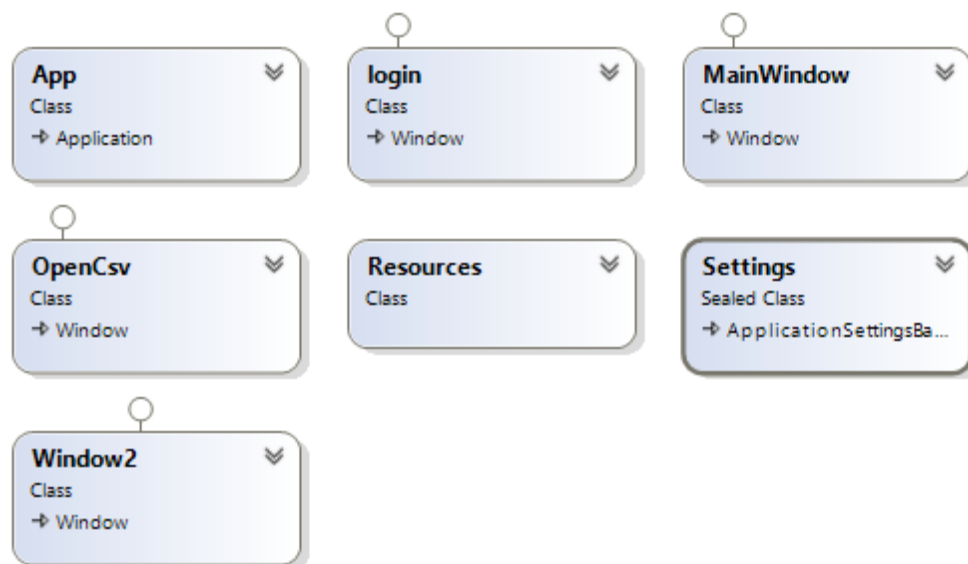 App
Class
Application
login
Class
Window
MainWindow
Class
Window
OpenCsv
Class
Window
Resources
Class
Settings
Sealed Class
ApplicationSettingsBa...
Window2
Class
Window